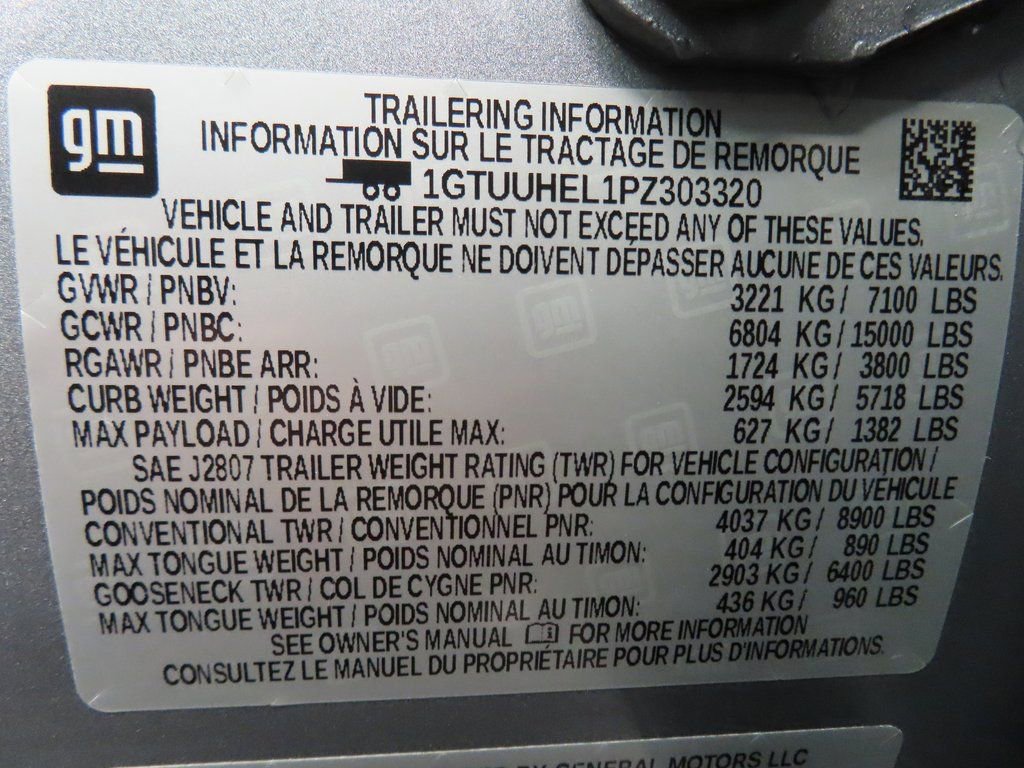 gm
TRAILERING INFORMATION
INFORMATION SUR LE TRACTAGE DE REMORQUE
1GTUUHEL1PZ303320
VEHICLE AND TRAILER MUST NOT EXCEED ANY OF THESE VALUES.
LE VÉHICULE ET LA REMORQUE NE DOIVENT DÉPASSER AUCUNE DE CES VALEURS.
GVWR / PNBV: 3221 KG/ 7100 LBS
GCWR / PNBC: 6804 KG/ 15000 LBS
RGAWR / PNBE ARR: 1724 KG/ 3800 LBS
CURB WEIGHT / POIDS À VIDE: 2594 KG/ 5718 LBS
MAX PAYLOAD / CHARGE UTILE MAX: 627 KG/ 1382 LBS
SAE J2807 TRAILER WEIGHT RATING (TWR) FOR VEHICLE CONFIGURATION /
POIDS NOMINAL DE LA REMORQUE (PNR) POUR LA CONFIGURATION DU VEHICULE
CONVENTIONAL TWR / CONVENTIONNEL PNR: 4037 KG/ 8900 LBS
MAX TONGUE WEIGHT / POIDS NOMINAL AU TIMON: 404 KG/ 890 LBS
GOOSENECK TWR / COL DE CYGNE PNR: 2903 KG/ 6400 LBS
MAX TONGUE WEIGHT / POIDS NOMINAL AU TIMON: 436 KG/ 960 LBS
SEE OWNER'S MANUAL FOR MORE INFORMATION
CONSULTEZ LE MANUEL DU PROPRIÉTAIRE POUR PLUS D'INFORMATIONS.
BY GENERAL MOTORS LLC